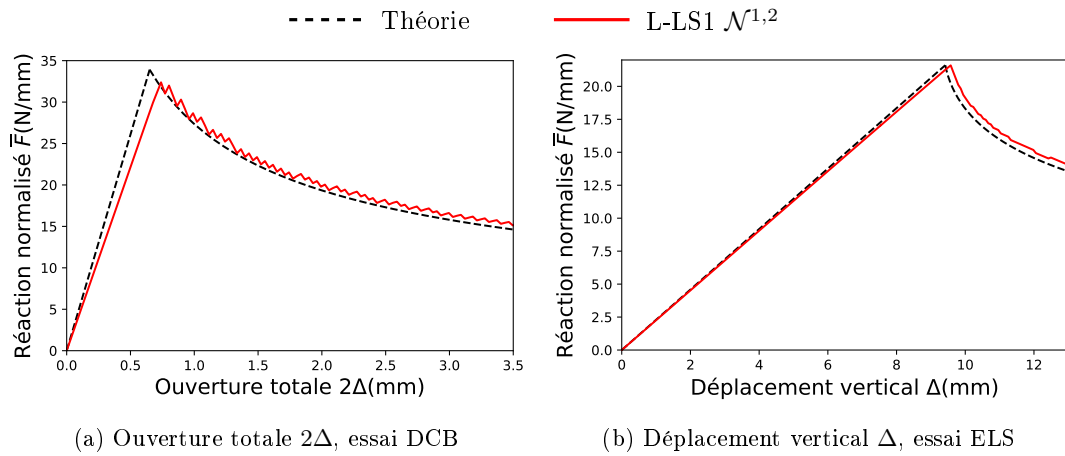 Théorie
L-LS1 𝒩^{1,2}
Réaction normalisé F̅(N/mm)
35
30
25
20
15
10
5
0
0.0 0.5 1.0 1.5 2.0 2.5 3.0 3.5
Ouverture totale 2Δ(mm)
(a) Ouverture totale 2Δ, essai DCB
Réaction normalisé F̅(N/mm)
20.0
17.5
15.0
12.5
10.0
7.5
5.0
2.5
0.0
0 2 4 6 8 10 12
Déplacement vertical Δ(mm)
(b) Déplacement vertical Δ, essai ELS